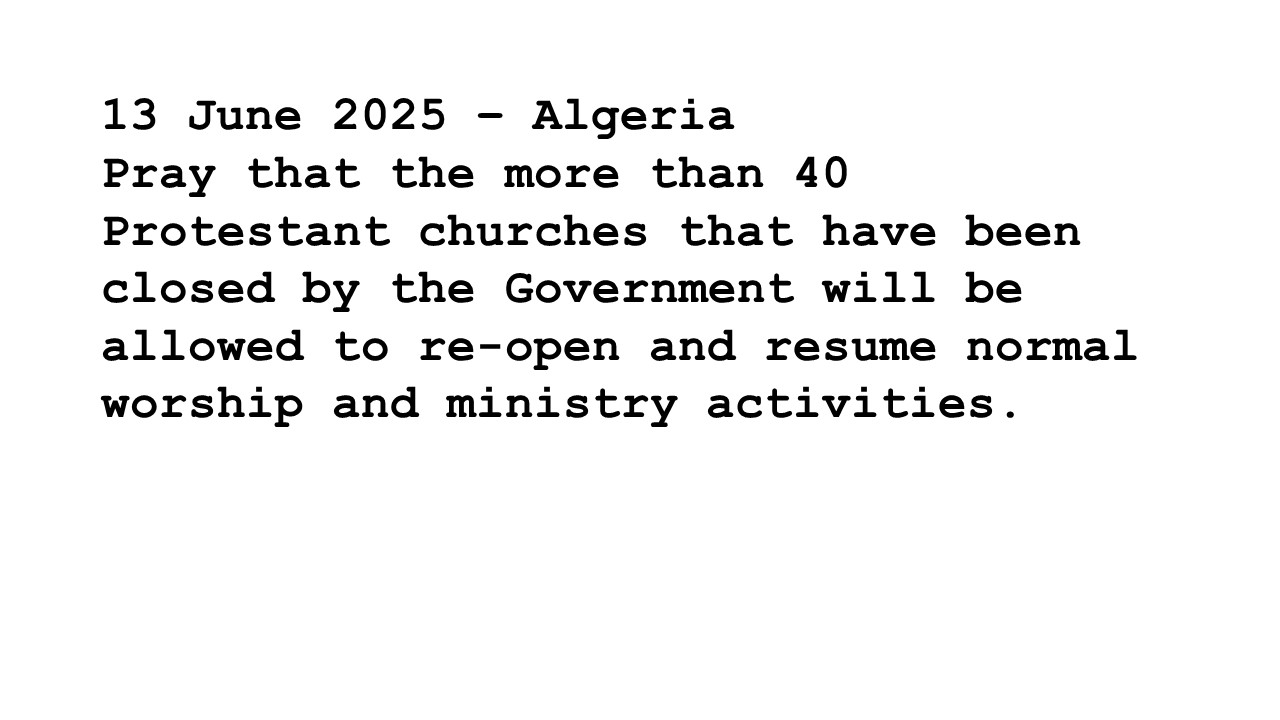 13 June 2025 – Algeria
Pray that the more than 40
Protestant churches that have been
closed by the Government will be
allowed to re-open and resume normal
worship and ministry activities.